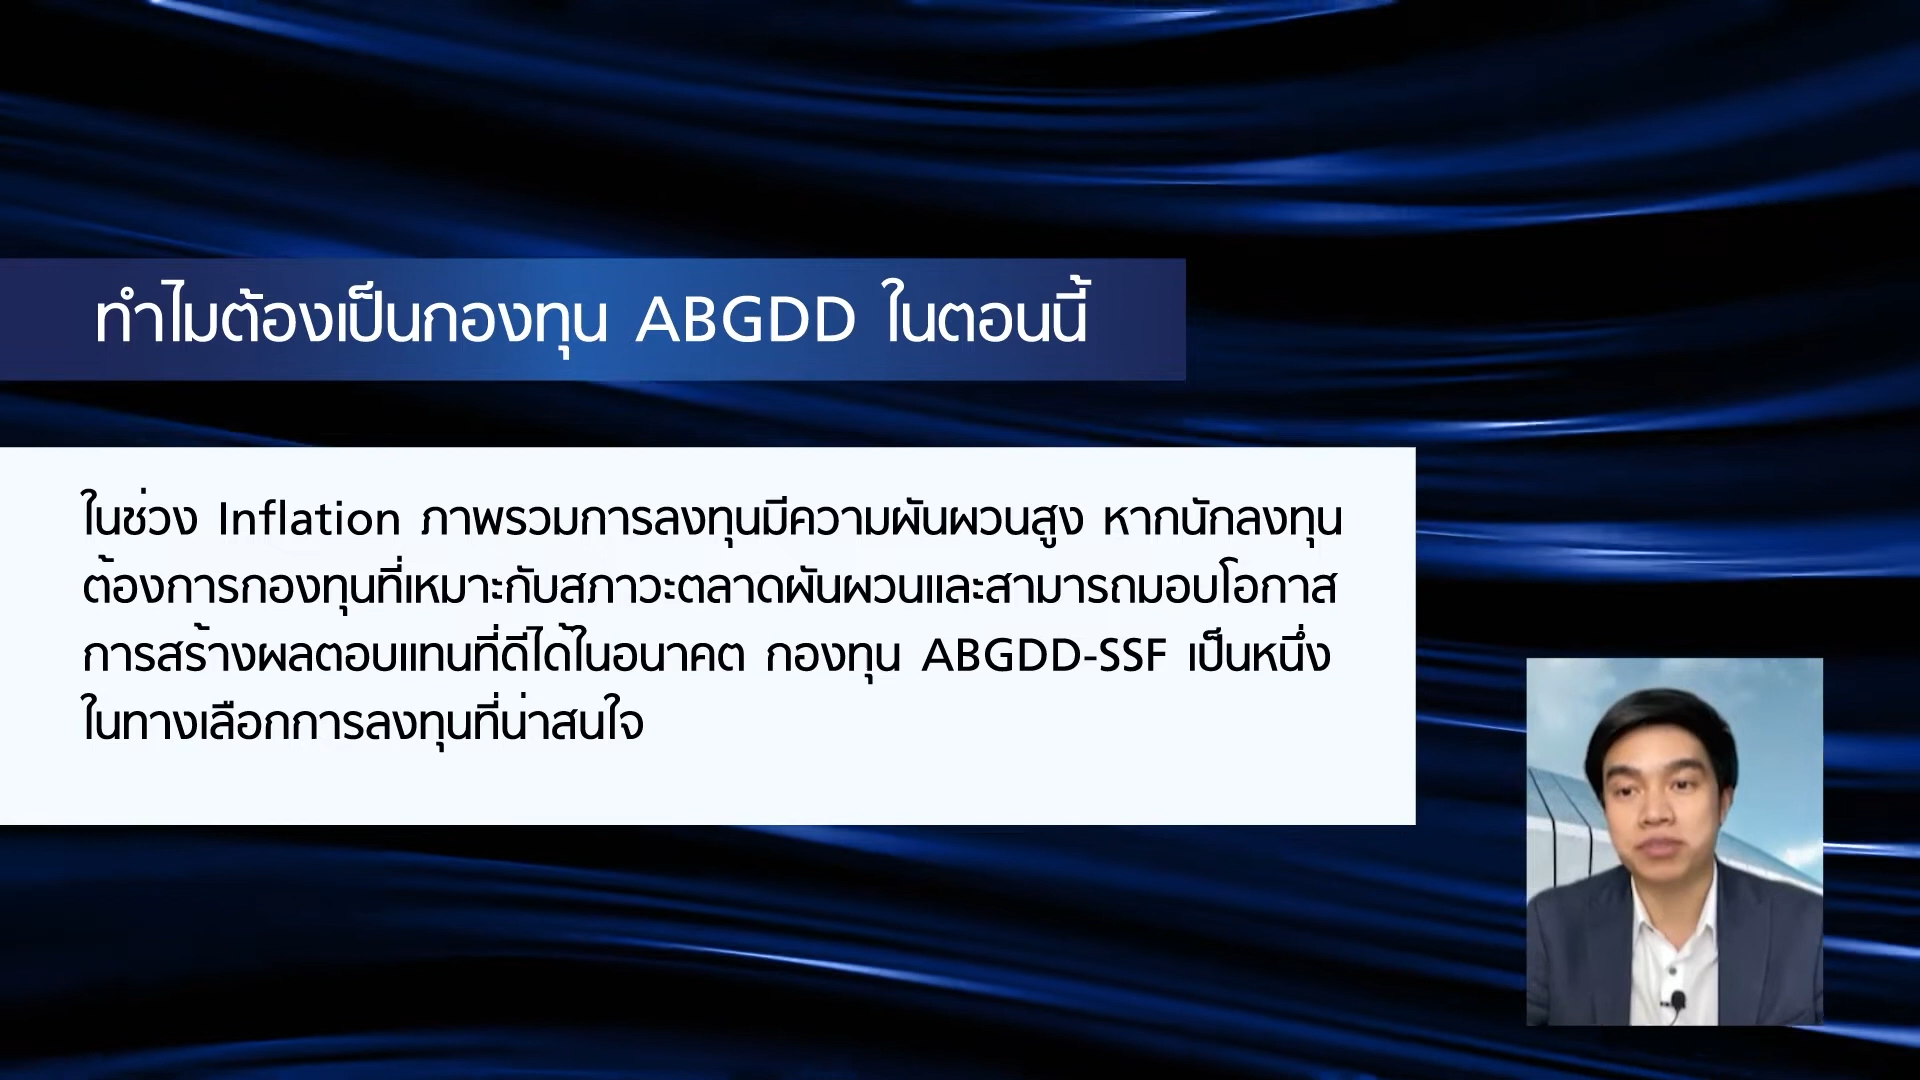 ทำไมต้องเป็นกองทุน ABGDD ในตอนนี้
ในช่วง Inflation ภาพรวมการลงทุนมีความผันผวนสูง หากนักลงทุน
ต้องการกองทุนที่เหมาะกับสภาวะตลาดผันผวนและสามารถมอบโอกาส
การสร้างผลตอบแทนที่ดีได้ในอนาคต กองทุน ABGDD-SSF เป็นหนึ่ง
ในทางเลือกการลงทุนที่น่าสนใจ